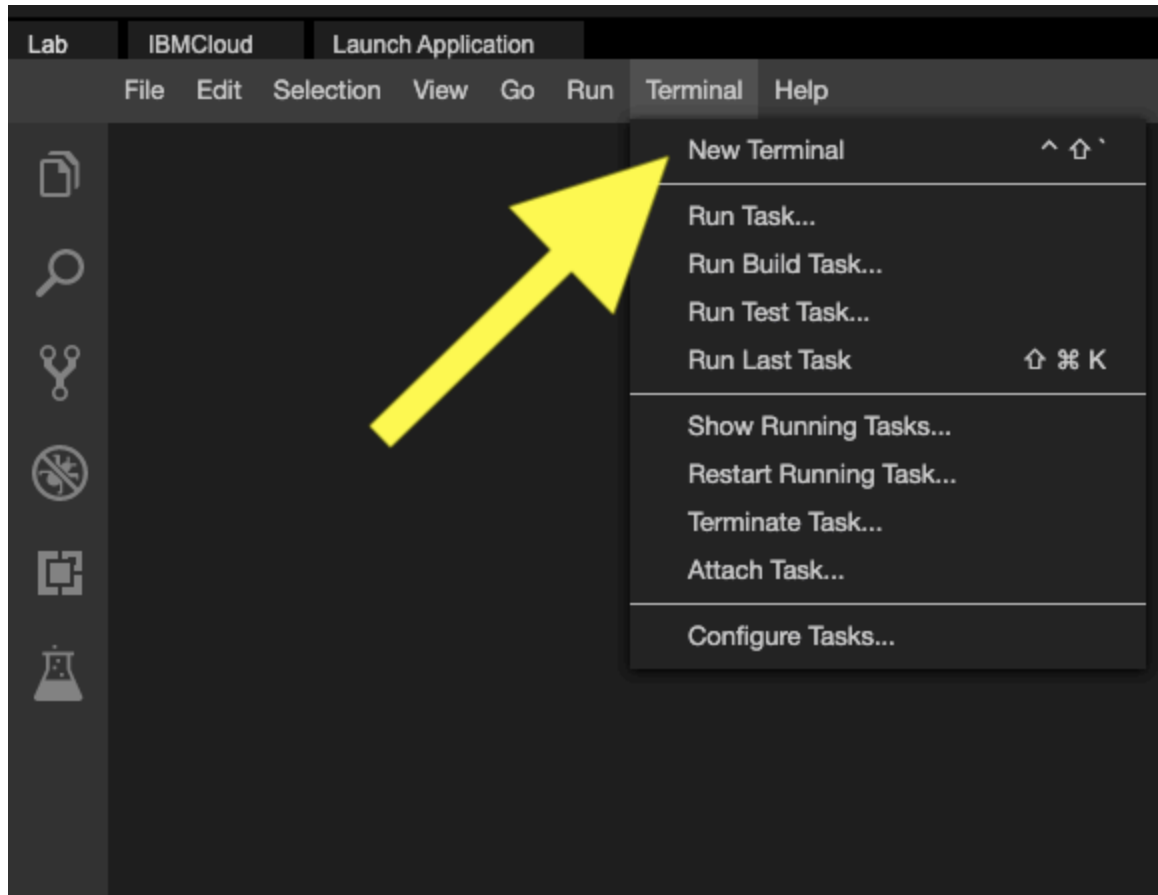 Lab IBMCloud Launch Application
File Edit Selection View Go Run Terminal Help
New Terminal ^ ⇧ `
Run Task...
Run Build Task...
Run Test Task...
Run Last Task ⇧ ⌘ K
Show Running Tasks...
Restart Running Task...
Terminate Task...
Attach Task...
Configure Tasks...